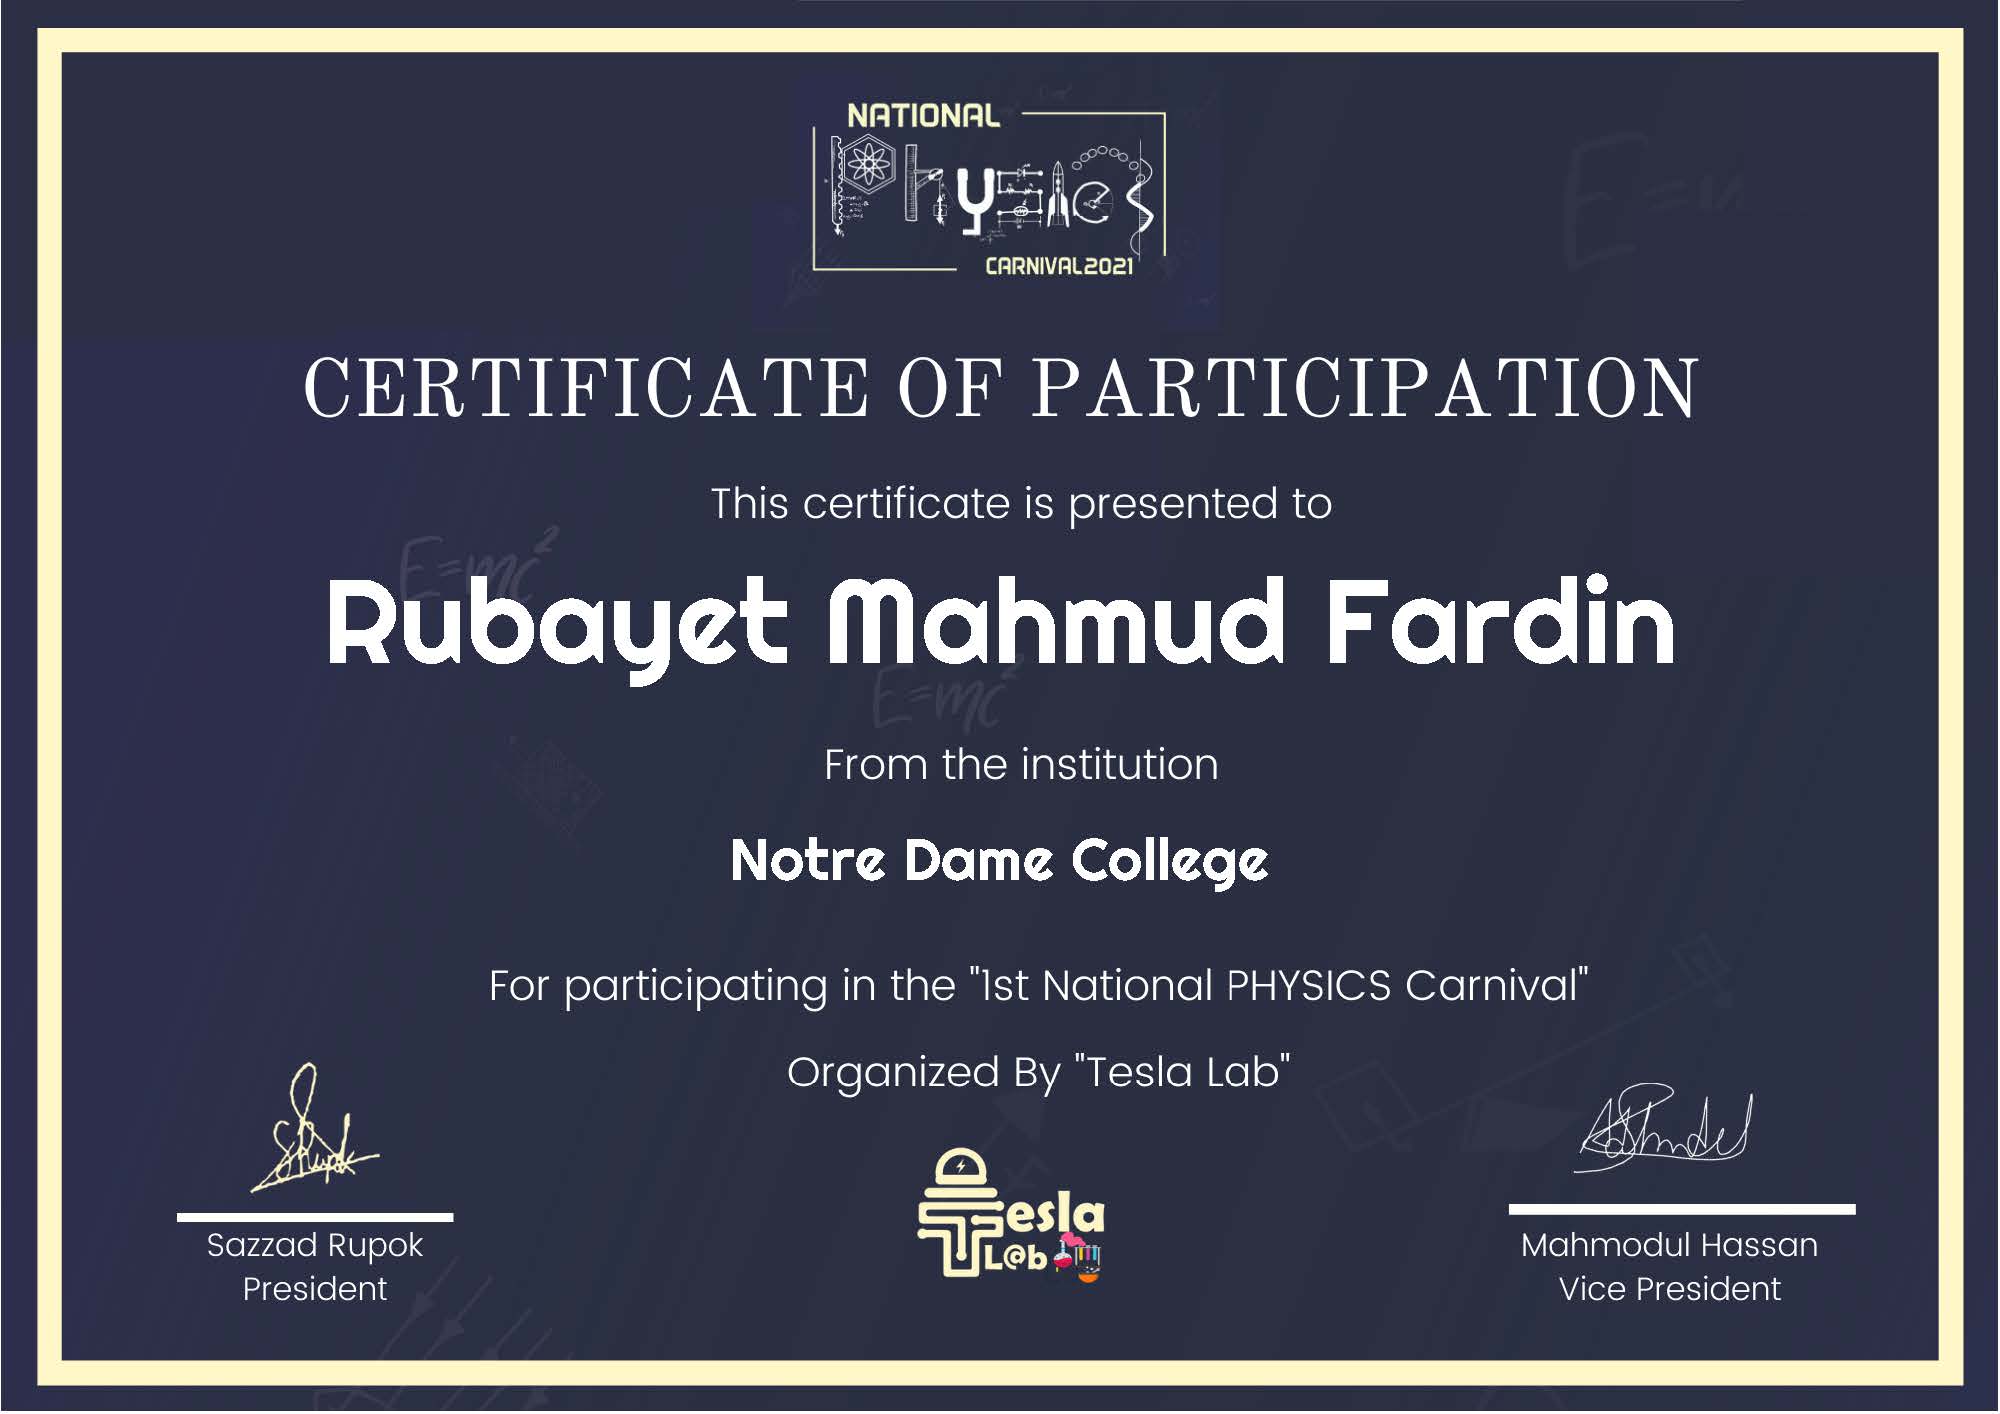 NATIONAL
Physics
CARNIVAL2021
CERTIFICATE OF PARTICIPATION
This certificate is presented to
E=mc²
Rubayet Mahmud Fardin
E=mc²
From the institution
Notre Dame College
For participating in the "1st National PHYSICS Carnival"
Organized By "Tesla Lab"
Tesla
L@b
Sazzad Rupok
President
Mahmodul Hassan
Vice President